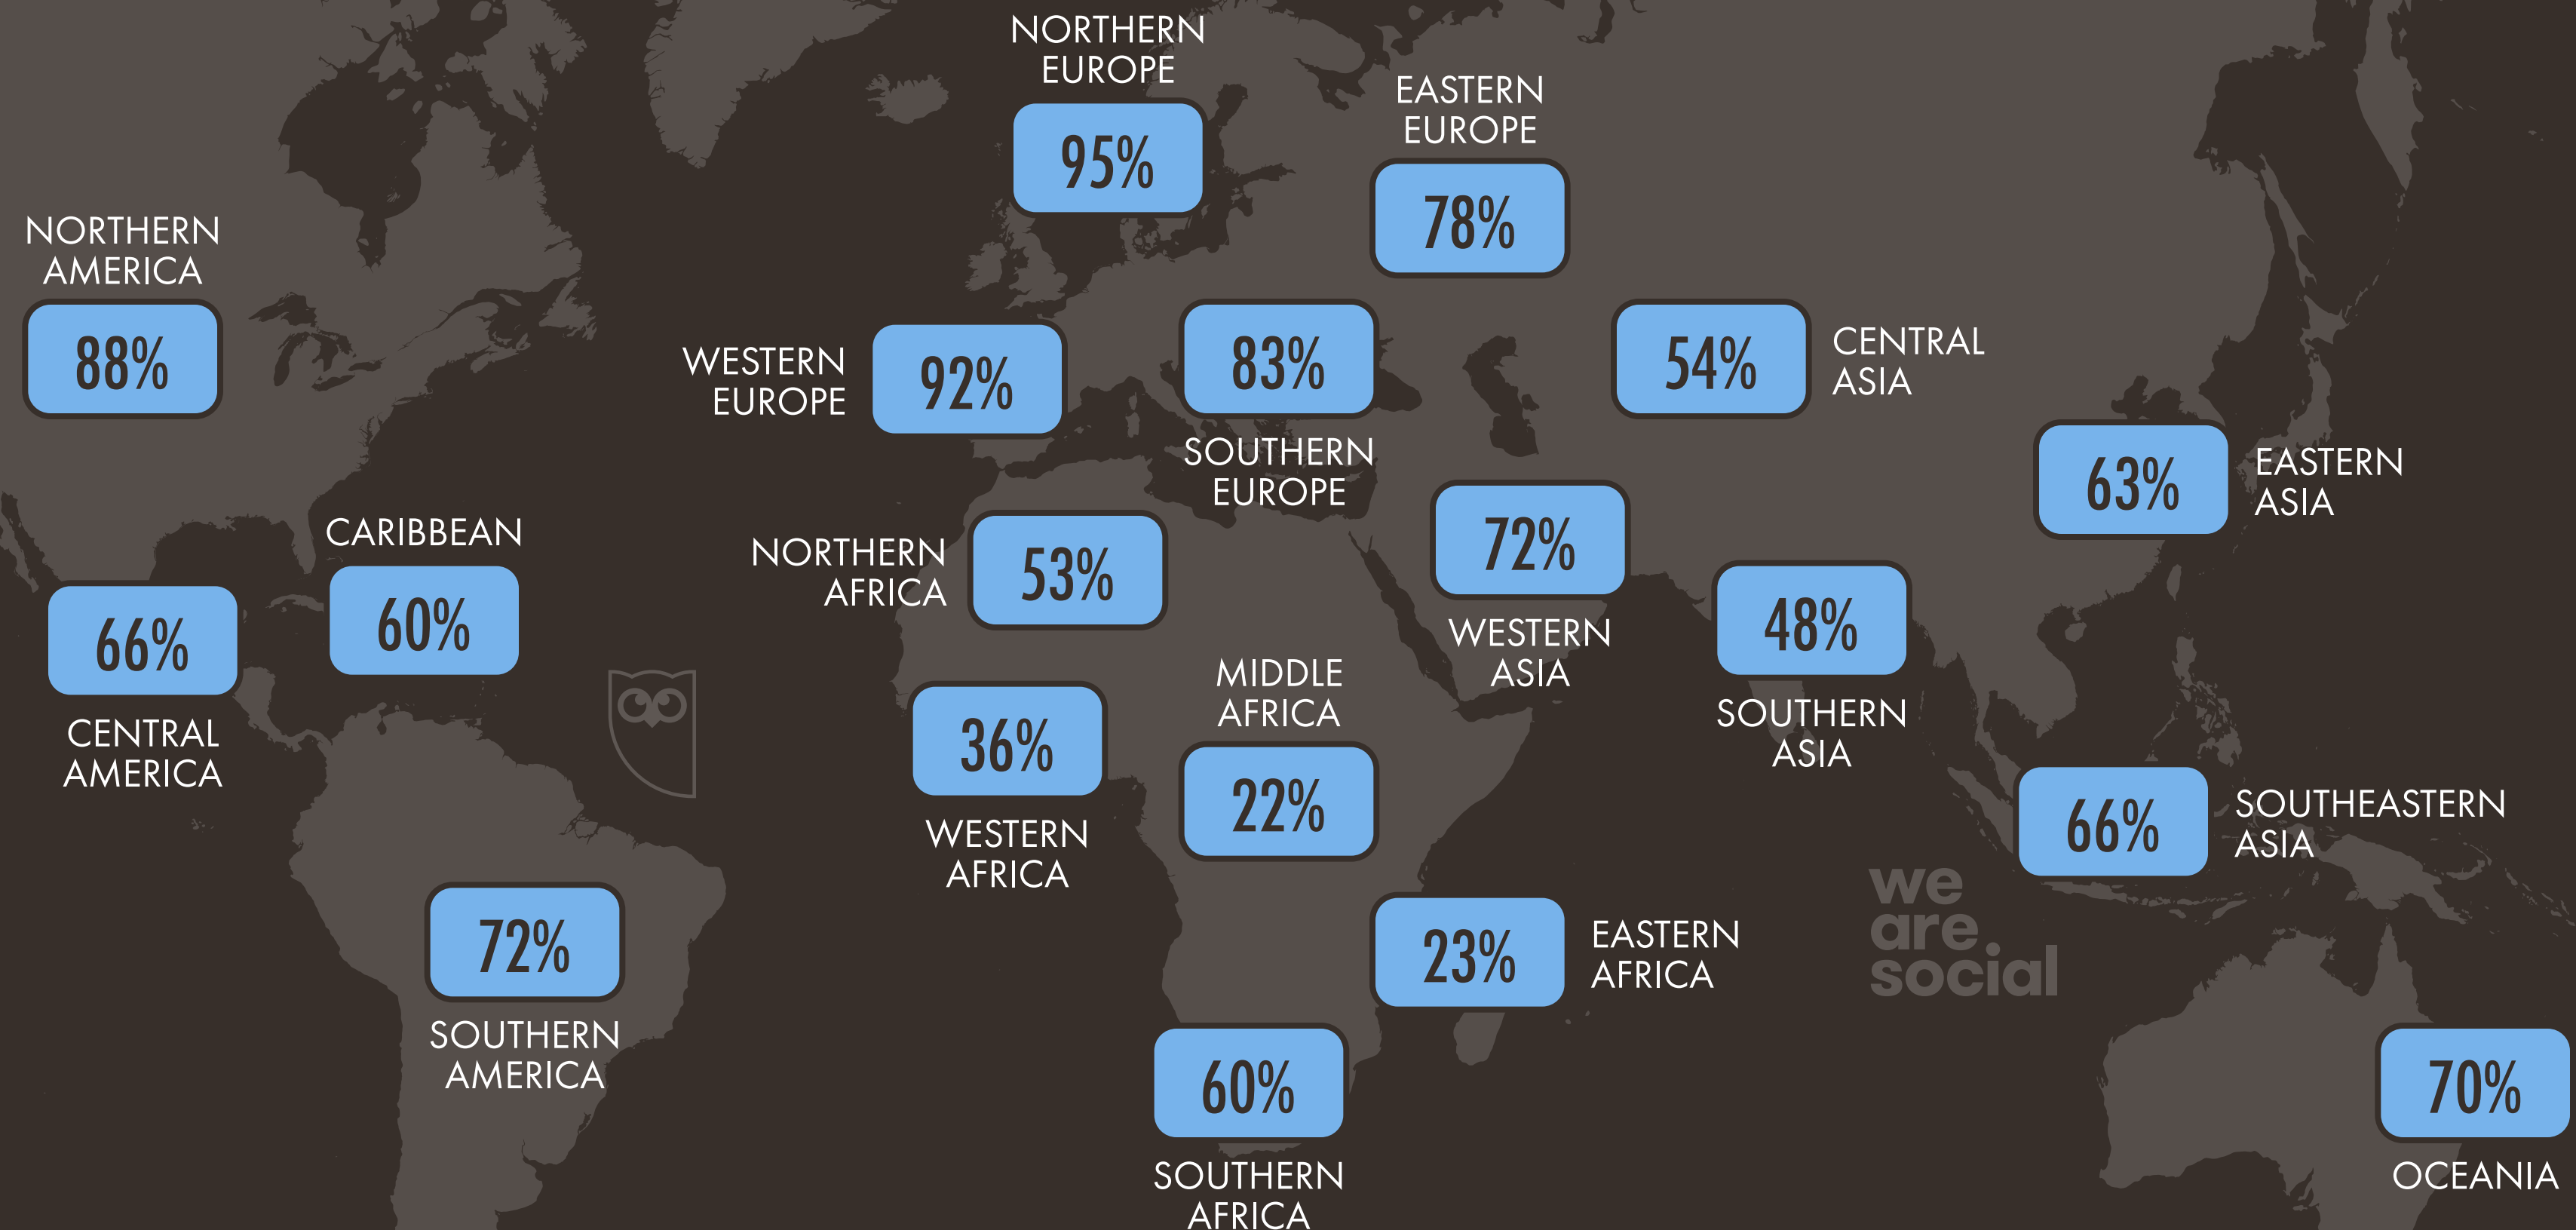 NORTHERN
EUROPE
95%
EASTERN
EUROPE
78%
NORTHERN
AMERICA
88%
WESTERN
EUROPE
92%
83%
SOUTHERN
EUROPE
54%
CENTRAL
ASIA
63%
EASTERN
ASIA
CARIBBEAN
60%
66%
CENTRAL
AMERICA
NORTHERN
AFRICA
53%
72%
WESTERN
ASIA
48%
SOUTHERN
ASIA
36%
WESTERN
AFRICA
MIDDLE
AFRICA
22%
66%
SOUTHEASTERN
ASIA
72%
SOUTHERN
AMERICA
23%
EASTERN
AFRICA
we
are
social
60%
SOUTHERN
AFRICA
70%
OCEANIA